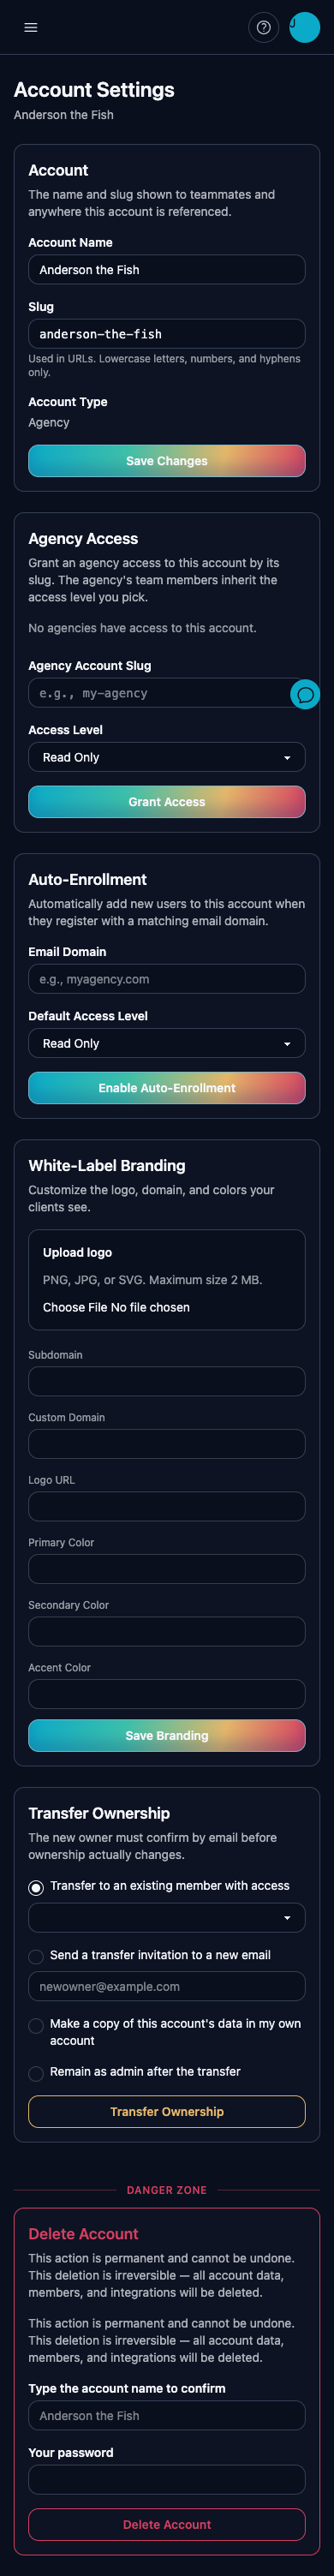 J
Account Settings
Anderson the Fish
Account
The name and slug shown to teammates and
anywhere this account is referenced.
Account Name
Anderson the Fish
Slug
anderson-the-fish
Used in URLs. Lowercase letters, numbers, and hyphens
only.
Account Type
Agency
Save Changes
Agency Access
Grant an agency access to this account by its
slug. The agency's team members inherit the
access level you pick.
No agencies have access to this account.
Agency Account Slug
e.g., my-agency
Access Level
Read Only
Grant Access
Auto-Enrollment
Automatically add new users to this account when
they register with a matching email domain.
Email Domain
e.g., myagency.com
Default Access Level
Read Only
Enable Auto-Enrollment
White-Label Branding
Customize the logo, domain, and colors your
clients see.
Upload logo
PNG, JPG, or SVG. Maximum size 2 MB.
Choose File No file chosen
Subdomain
Custom Domain
Logo URL
Primary Color
Secondary Color
Accent Color
Save Branding
Transfer Ownership
The new owner must confirm by email before
ownership actually changes.
Transfer to an existing member with access
Send a transfer invitation to a new email
newowner@example.com
Make a copy of this account's data in my own
account
Remain as admin after the transfer
Transfer Ownership
DANGER ZONE
Delete Account
This action is permanent and cannot be undone.
This deletion is irreversible — all account data,
members, and integrations will be deleted.
This action is permanent and cannot be undone.
This deletion is irreversible — all account data,
members, and integrations will be deleted.
Type the account name to confirm
Anderson the Fish
Your password
Delete Account